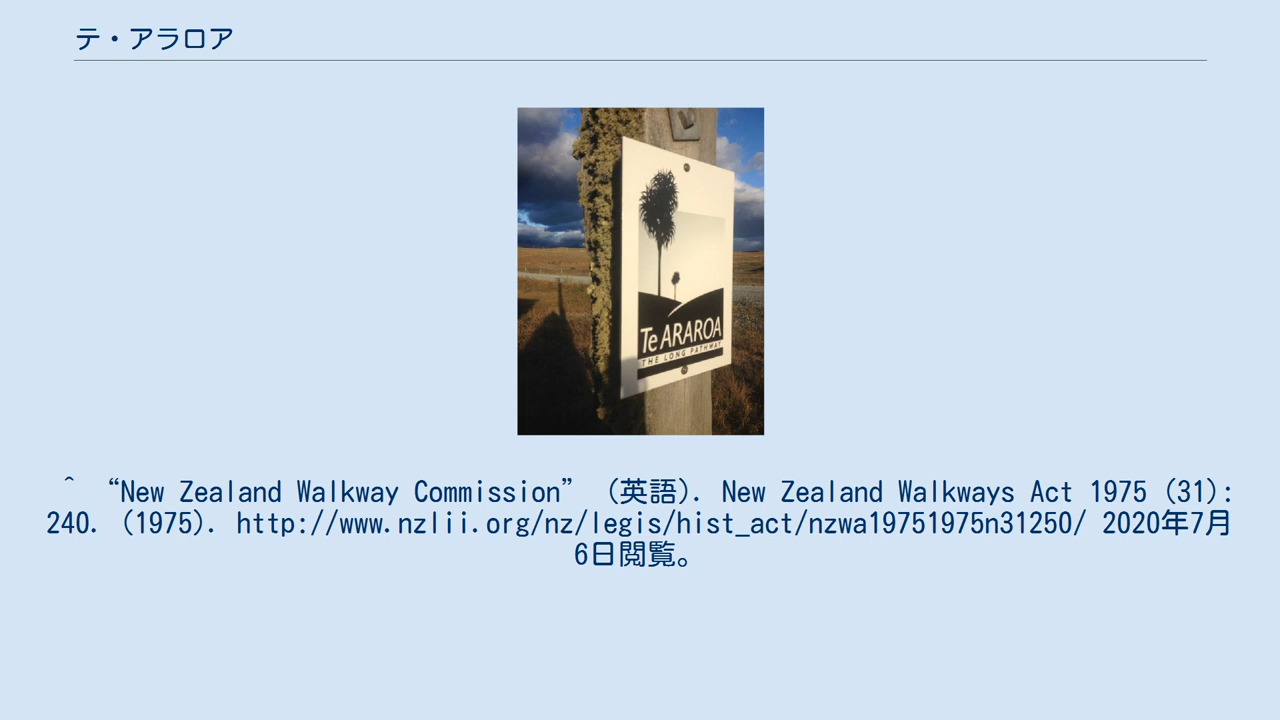 テ・アラロア
Te ARAROA
THE LONG PATHWAY
^ “New Zealand Walkway Commission” （英語）. New Zealand Walkways Act 1975 (31):
240. （1975）. http://www.nzlii.org/nz/legis/hist_act/nzwa19751975n31250/ 2020年7月
6日閲覧。